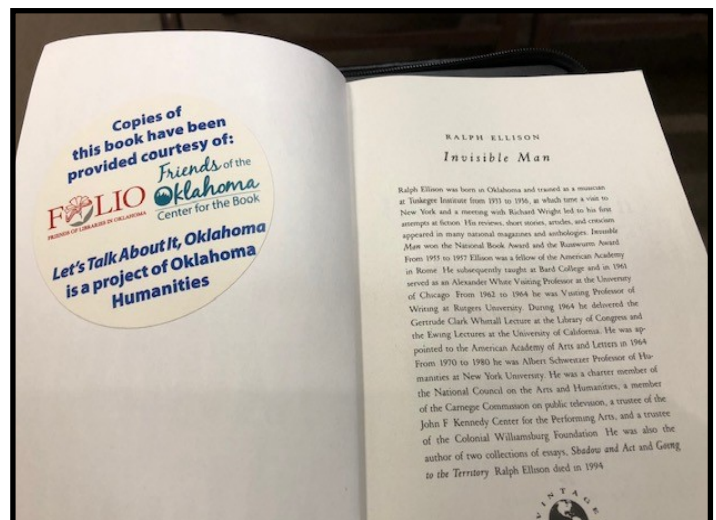 Copies of
this book have been
provided courtesy of:
FOLIO
FRIENDS OF LIBRARIES IN OKLAHOMA
Friends of the
Oklahoma
Center for the Book
Let's Talk About It, Oklahoma
is a project of Oklahoma
Humanities
RALPH ELLISON
Invisible Man
Ralph Ellison was born in Oklahoma and trained as a musician
at Tuskegee Institute from 1933 to 1936, at which time a visit to
New York and a meeting with Richard Wright led to his first
attempts at fiction. His reviews, short stories, articles, and criticism
appeared in many national magazines and anthologies. Invisible
Man won the National Book Award and the Russwurm Award
From 1955 to 1957 Ellison was a fellow of the American Academy
in Rome. He subsequently taught at Bard College and in 1961
served as an Alexander White Visiting Professor at the University
of Chicago. From 1962 to 1964 he was Visiting Professor of
Writing at Rutgers University. During 1964 he delivered the
Gertrude Clark Whittall Lecture at the Library of Congress and
the Ewing Lectures at the University of California. He was ap-
pointed to the American Academy of Arts and Letters in 1964
From 1970 to 1980 he was Albert Schweitzer Professor of Hu-
manities at New York University. He was a charter member of
the National Council on the Arts and Humanities, a member
of the Carnegie Commission on public television, a trustee of the
John F Kennedy Center for the Performing Arts, and a trustee
of the Colonial Williamsburg Foundation He was also the
author of two collections of essays, Shadow and Act and Going
to the Territory Ralph Ellison died in 1994
VINTAGE